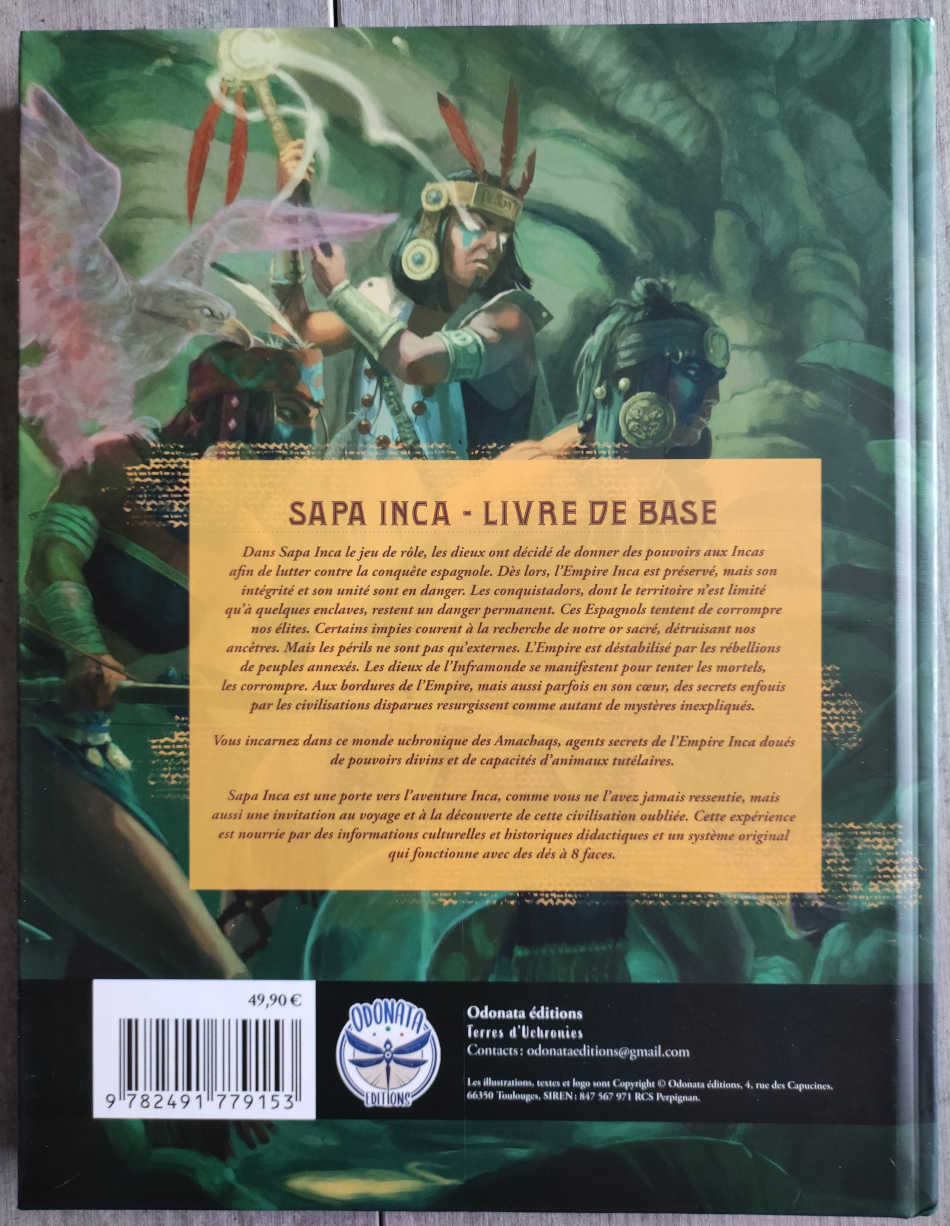 SAPA INCA - LIVRE DE BASE
Dans Sapa Inca le jeu de rôle, les dieux ont décidé de donner des pouvoirs aux Incas
afin de lutter contre la conquête espagnole. Dès lors, l'Empire Inca est préservé, mais son
intégrité et son unité sont en danger. Les conquistadors, dont le territoire n'est limité
qu'à quelques enclaves, restent un danger permanent. Ces Espagnols tentent de corrompre
nos élites. Certains impies courent à la recherche de notre or sacré, détruisant nos
ancêtres. Mais les périls ne sont pas qu'externes. L'Empire est déstabilisé par les rébellions
de peuples annexés. Les dieux de l'Inframonde se manifestent pour tenter les mortels,
les corrompre. Aux bordures de l'Empire, mais aussi parfois en son cœur, des secrets enfouis
par les civilisations disparues resurgissent comme autant de mystères inexpliqués.
Vous incarnez dans ce monde uchronique des Amachaqs, agents secrets de l'Empire Inca doués
de pouvoirs divins et de capacités d'animaux tutélaires.
Sapa Inca est une porte vers l'aventure Inca, comme vous ne l'avez jamais ressentie, mais
aussi une invitation au voyage et à la découverte de cette civilisation oubliée. Cette expérience
est nourrie par des informations culturelles et historiques didactiques et un système original
qui fonctionne avec des dés à 8 faces.
49,90 €
9 782491 779153
ODONATA
EDITIONS
Odonata éditions
Terres d'Uchronies
Contacts : odonataeditions@gmail.com
Les illustrations, textes et logo sont Copyright © Odonata éditions, 4, rue des Capucines,
66350 Toulouges, SIREN : 847 567 971 RCS Perpignan.